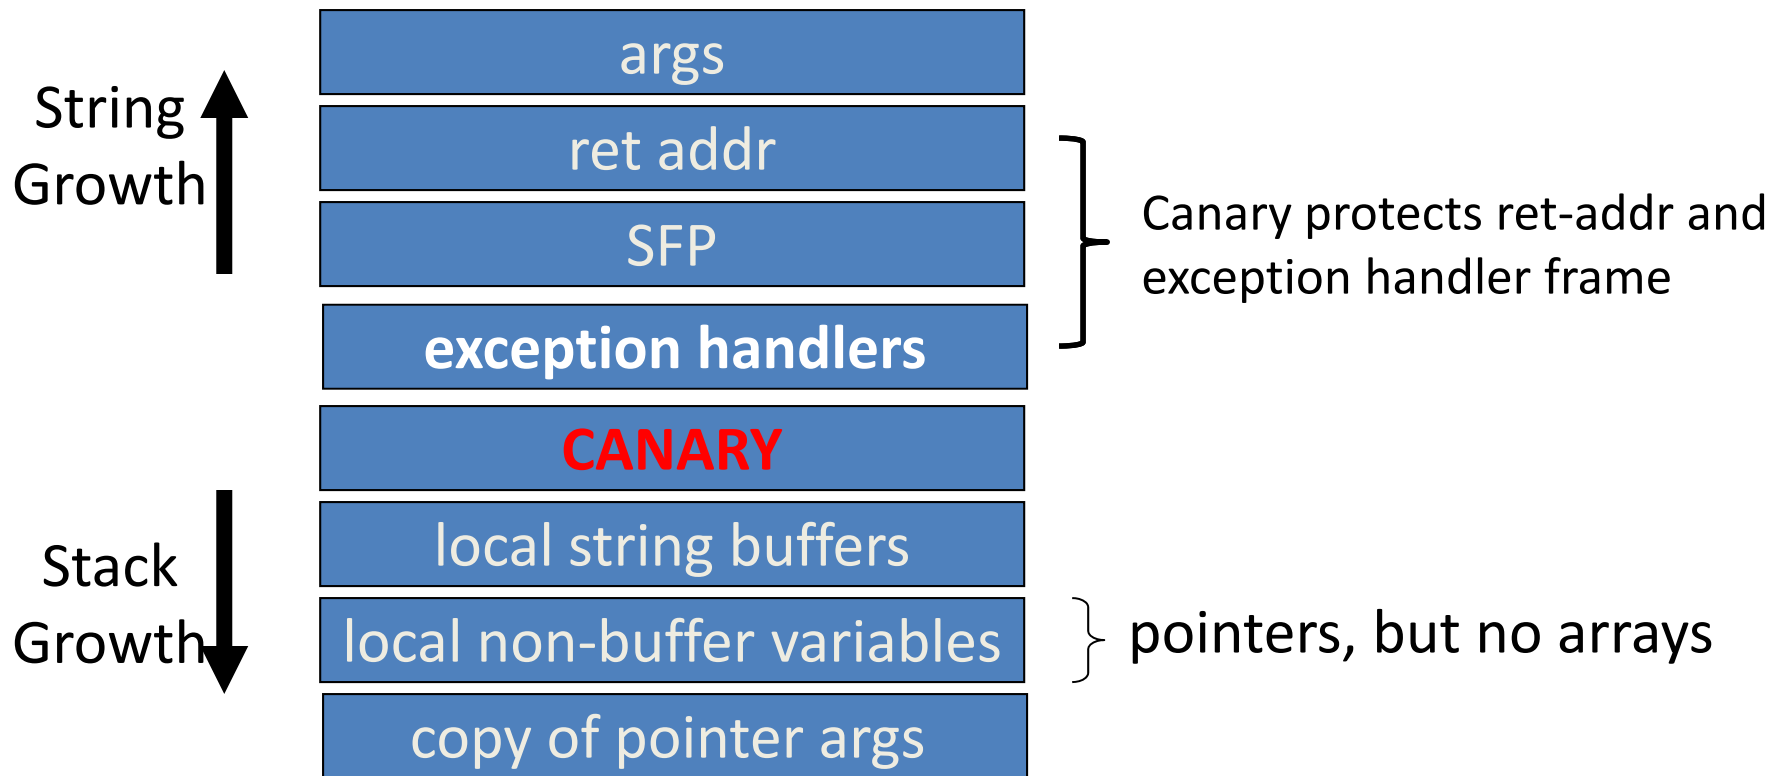 args
String
Growth
ret addr
SFP
Canary protects ret-addr and
exception handler frame
exception handlers
CANARY
Stack
Growth
local string buffers
local non-buffer variables
pointers, but no arrays
copy of pointer args